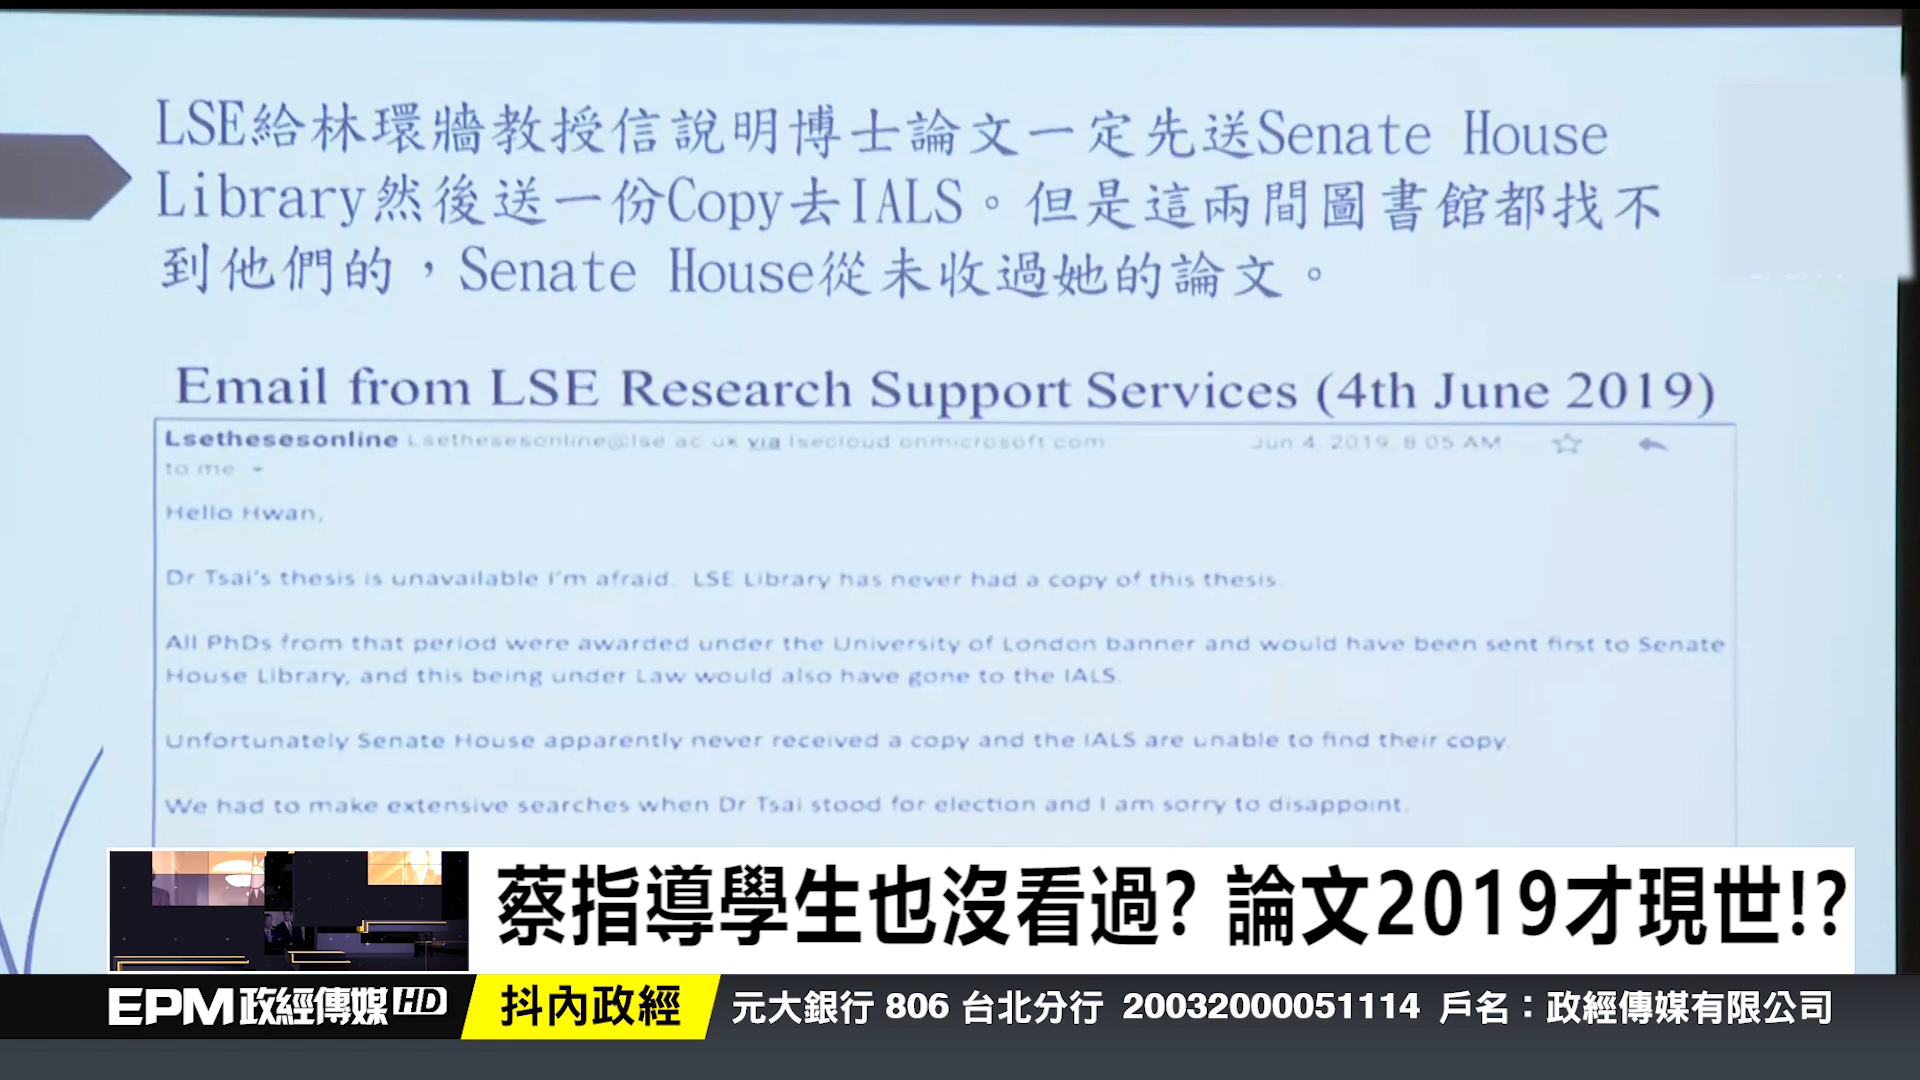 LSE給林環牆教授信說明博士論文一定先送Senate House
Library然後送一份Copy去IALS。但是這兩間圖書館都找不
到他們的，Senate House從未收過她的論文。
Email from LSE Research Support Services (4th June 2019)
Lsethesesonline Lsethesesonline@lse.ac.uk via lsecloud.onmicrosoft.com Jun 4, 2019, 8:05 AM
to me
Hello Hwan,
Dr Tsai's thesis is unavailable I'm afraid. LSE Library has never had a copy of this thesis.
All PhDs from that period were awarded under the University of London banner and would have been sent first to Senate
House Library, and this being under Law would also have gone to the IALS.
Unfortunately Senate House apparently never received a copy and the IALS are unable to find their copy.
We had to make extensive searches when Dr Tsai stood for election and I am sorry to disappoint.
蔡指導學生也沒看過? 論文2019才現世!?
EPM政經傳媒HD 抖內政經 元大銀行 806 台北分行 20032000051114 戶名：政經傳媒有限公司